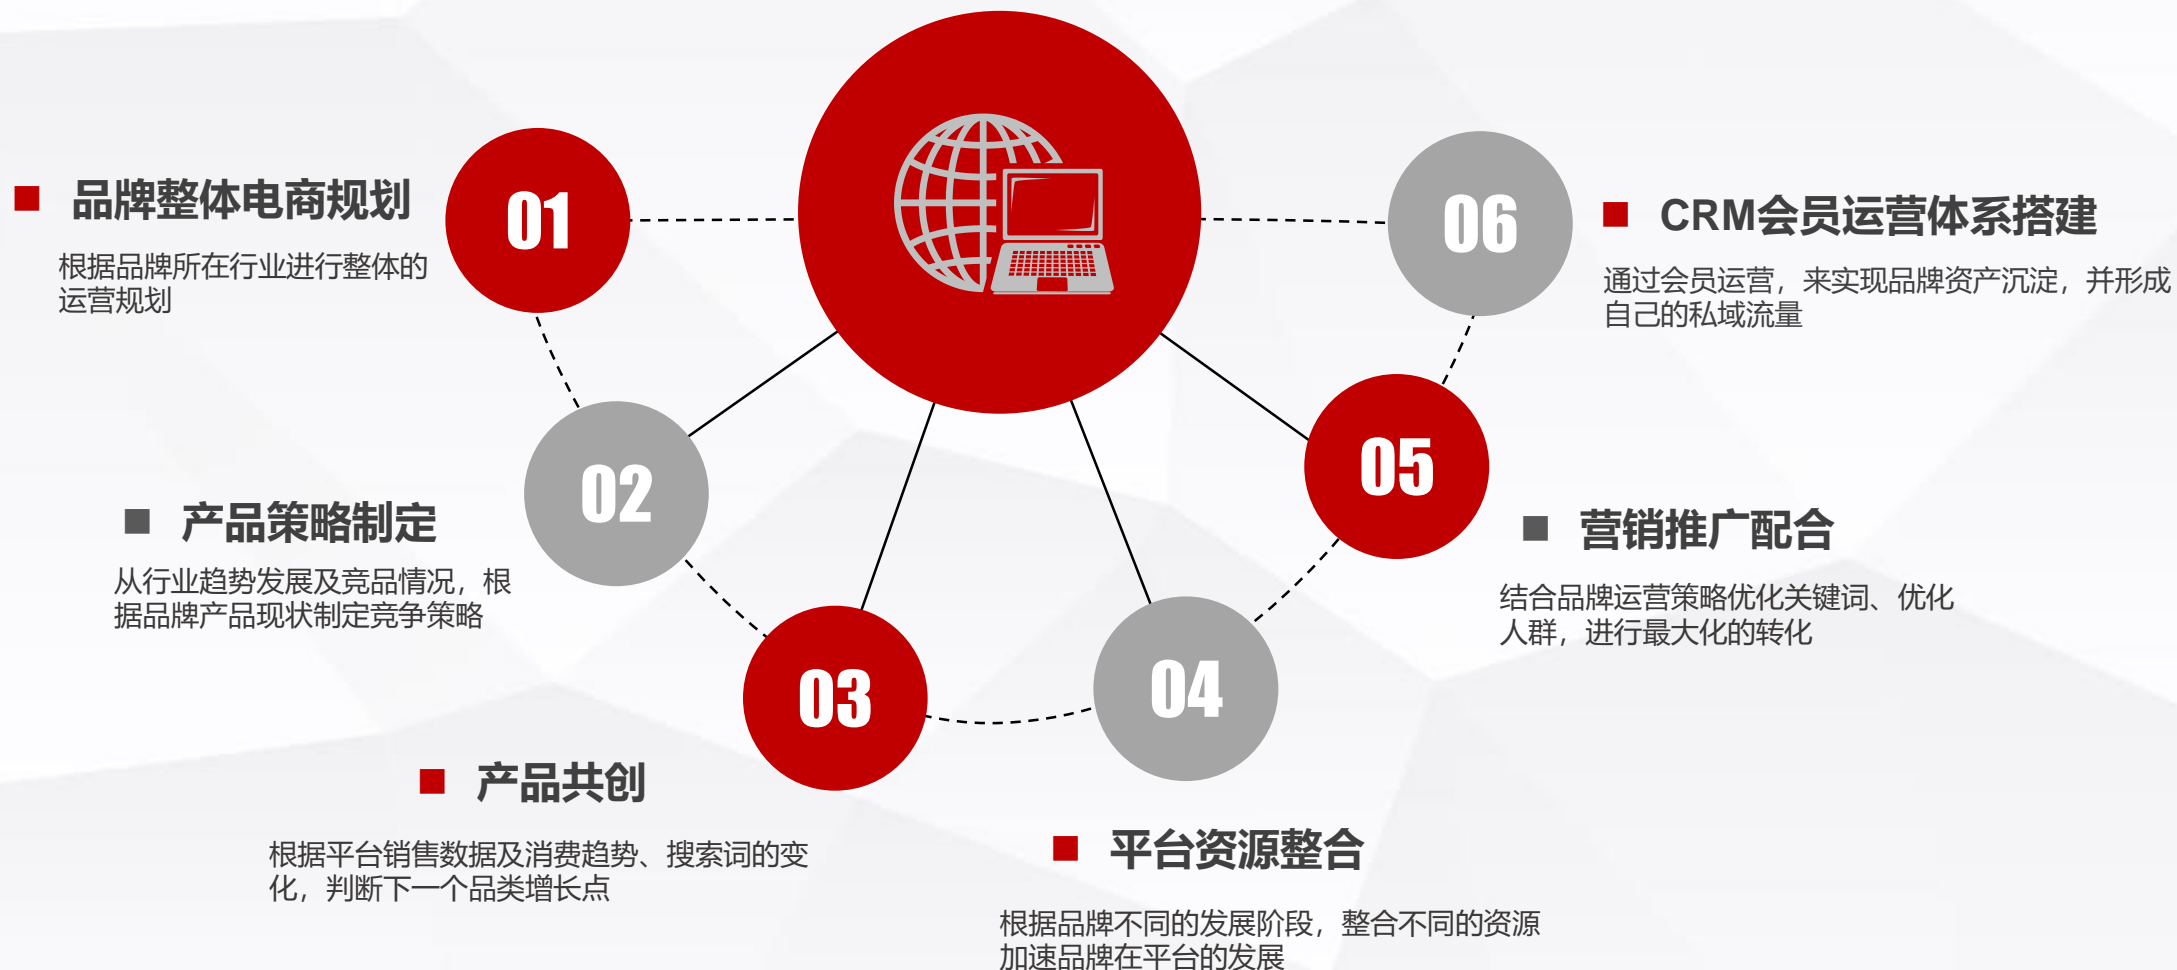 01
品牌整体电商规划
根据品牌所在行业进行整体的
运营规划
02
产品策略制定
从行业趋势发展及竞品情况，根
据品牌产品现状制定竞争策略
03
产品共创
根据平台销售数据及消费趋势、搜索词的变
化，判断下一个品类增长点
04
平台资源整合
根据品牌不同的发展阶段，整合不同的资源
加速品牌在平台的发展
05
营销推广配合
结合品牌运营策略优化关键词、优化
人群，进行最大化的转化
06
CRM会员运营体系搭建
通过会员运营，来实现品牌资产沉淀，并形成
自己的私域流量